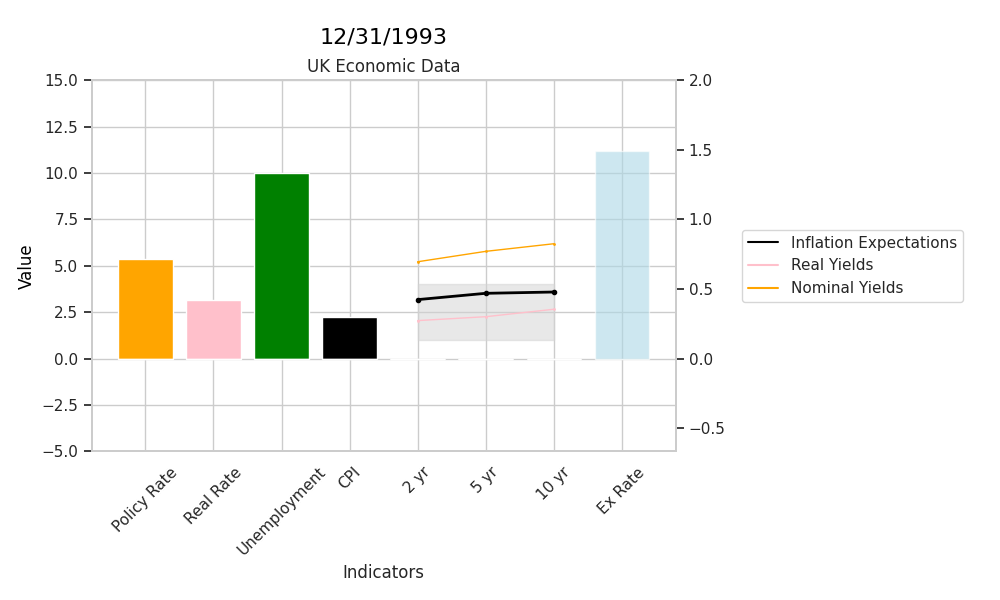 12/31/1993
UK Economic Data
15.0
12.5
10.0
7.5
5.0
2.5
0.0
−2.5
−5.0
Value
2.0
1.5
1.0
0.5
0.0
−0.5
Inflation Expectations
Real Yields
Nominal Yields
Policy Rate
Real Rate
Unemployment
CPI
2 yr
5 yr
10 yr
Ex Rate
Indicators